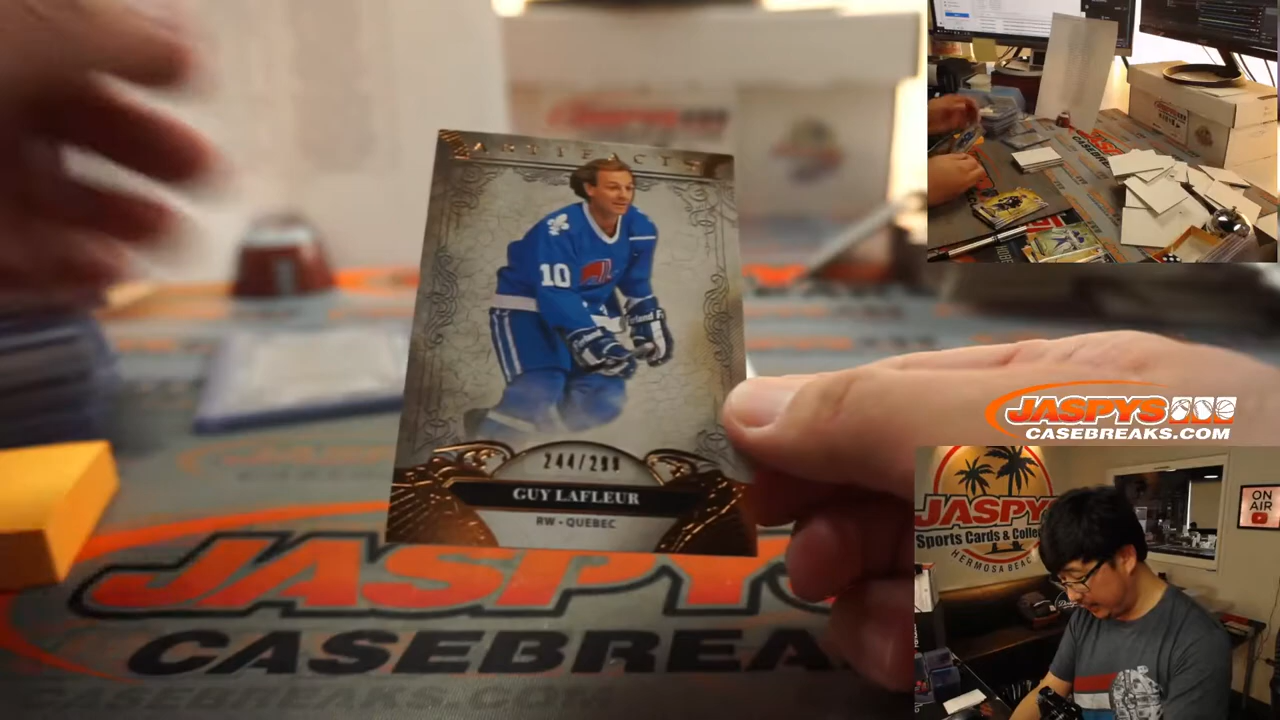 ARTIFACTS
10
244/299
GUY LAFLEUR
RW • QUEBEC
JASPYS
CASEBREAKS.COM
JASPYS
CASEBREAKS
CASEBREAKS.COM
JASPYS
Sports Cards &
HERMOSA BEACH
ON
AIR